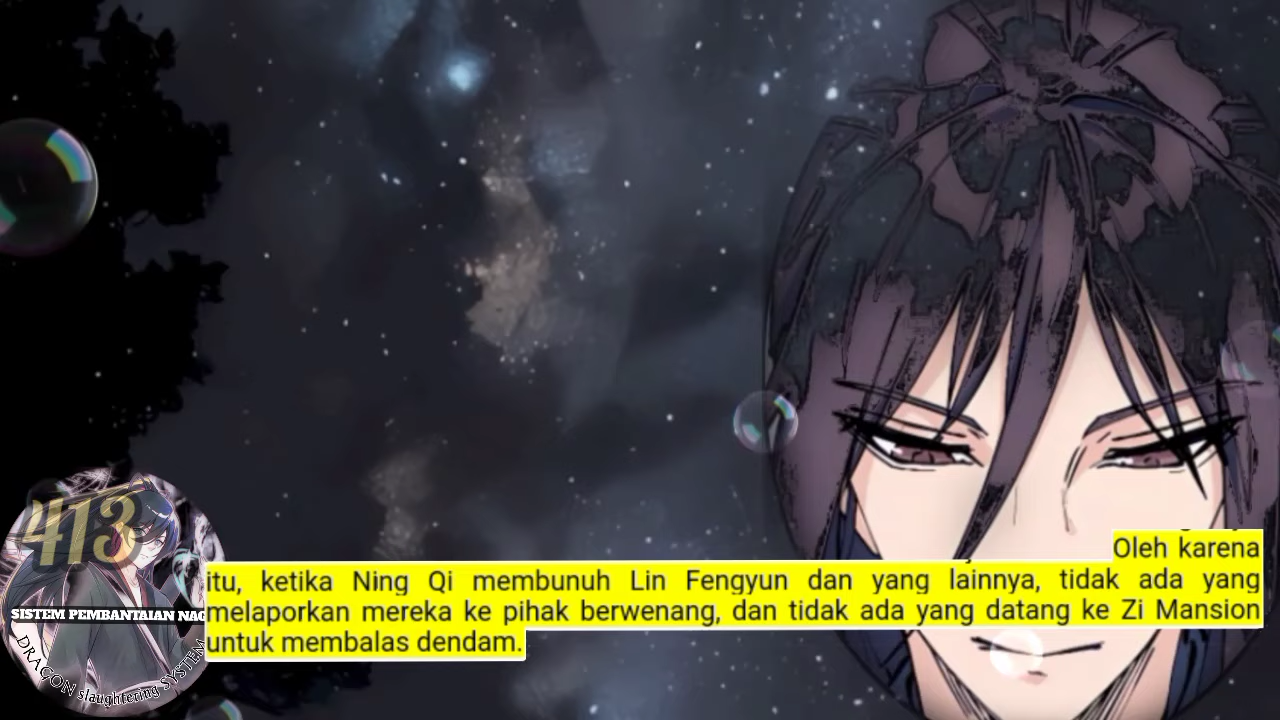 413
SISTEM PEMBANTAIAN NAG
DRAGON slaughtering SYSTEM
Oleh karena
itu, ketika Ning Qi membunuh Lin Fengyun dan yang lainnya, tidak ada yang
melaporkan mereka ke pihak berwenang, dan tidak ada yang datang ke Zi Mansion
untuk membalas dendam.